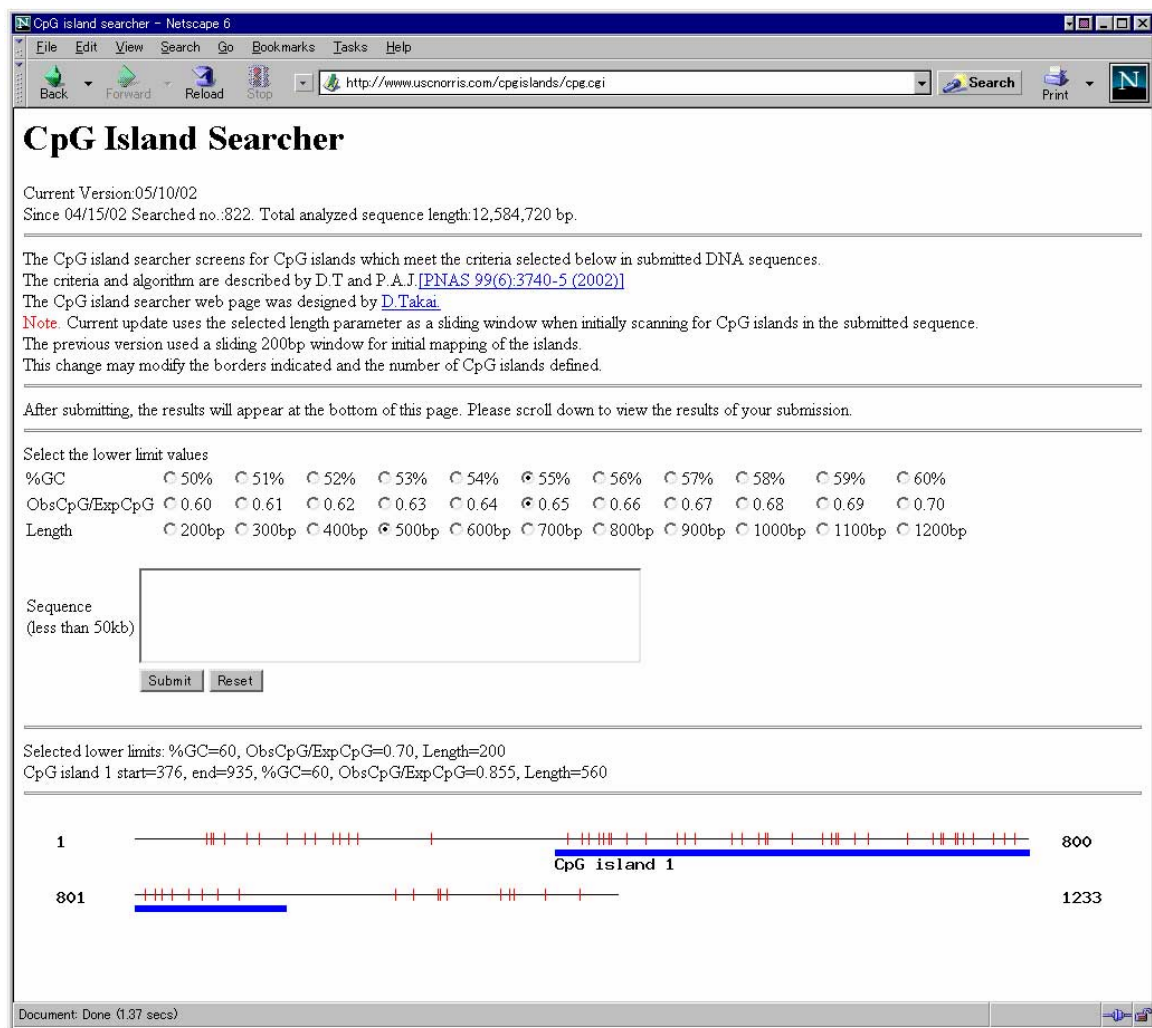 CpG island searcher - Netscape 6
File Edit View Search Go Bookmarks Tasks Help
Back Forward Reload Stop http://www.uscnorris.com/cpgislands/cpg.cgi Search Print N
CpG Island Searcher
Current Version:05/10/02
Since 04/15/02 Searched no.:822. Total analyzed sequence length:12,584,720 bp.
The CpG island searcher screens for CpG islands which meet the criteria selected below in submitted DNA sequences.
The criteria and algorithm are described by D.T and P.A.J.[PNAS 99(6):3740-5 (2002)]
The CpG island searcher web page was designed by D.Takai.
Note. Current update uses the selected length parameter as a sliding window when initially scanning for CpG islands in the submitted sequence.
The previous version used a sliding 200bp window for initial mapping of the islands.
This change may modify the borders indicated and the number of CpG islands defined.
After submitting, the results will appear at the bottom of this page. Please scroll down to view the results of your submission.
Select the lower limit values
%GC 50% 51% 52% 53% 54% 55% 56% 57% 58% 59% 60%
ObsCpG/ExpCpG 0.60 0.61 0.62 0.63 0.64 0.65 0.66 0.67 0.68 0.69 0.70
Length 200bp 300bp 400bp 500bp 600bp 700bp 800bp 900bp 1000bp 1100bp 1200bp
Sequence
(less than 50kb)
Submit Reset
Selected lower limits: %GC=60, ObsCpG/ExpCpG=0.70, Length=200
CpG island 1 start=376, end=935, %GC=60, ObsCpG/ExpCpG=0.855, Length=560
1 800
CpG island 1
801 1233
Document: Done (1.37 secs)